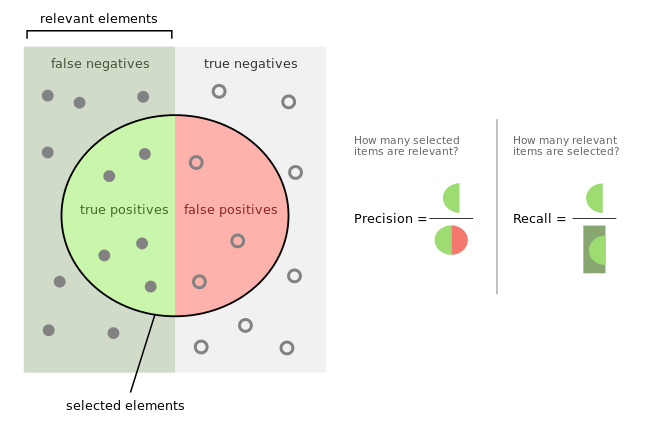 relevant elements
false negatives
true negatives
true positives
false positives
selected elements
How many selected
items are relevant?
Precision =
How many relevant
items are selected?
Recall =